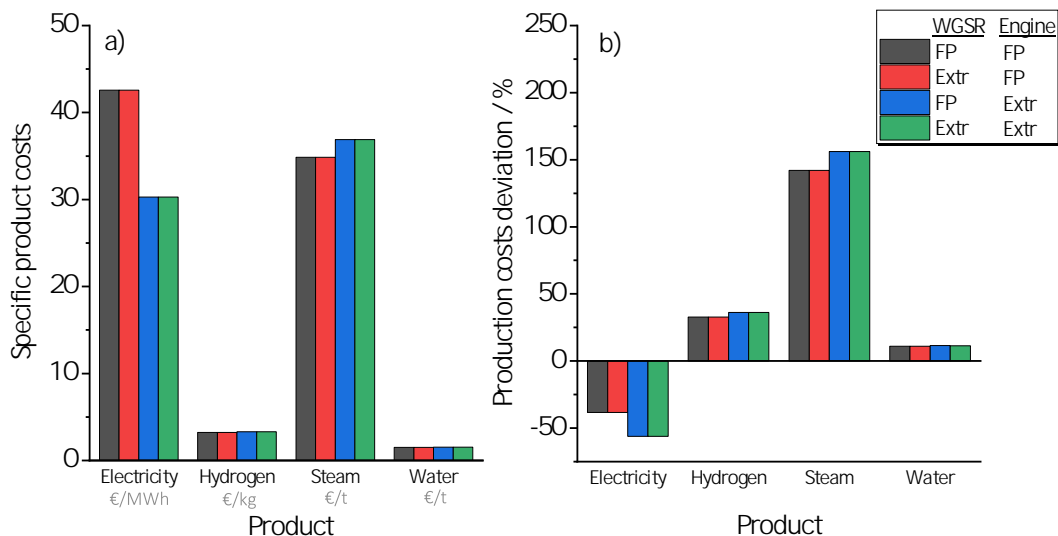 a)
Specific product costs
50
40
30
20
10
0
Electricity Hydrogen Steam Water
€/MWh €/kg €/t €/t
Product
b)
Production costs deviation / %
250
200
150
100
50
0
-50
Electricity Hydrogen Steam Water
Product
WGSR Engine
FP FP
Extr FP
FP Extr
Extr Extr